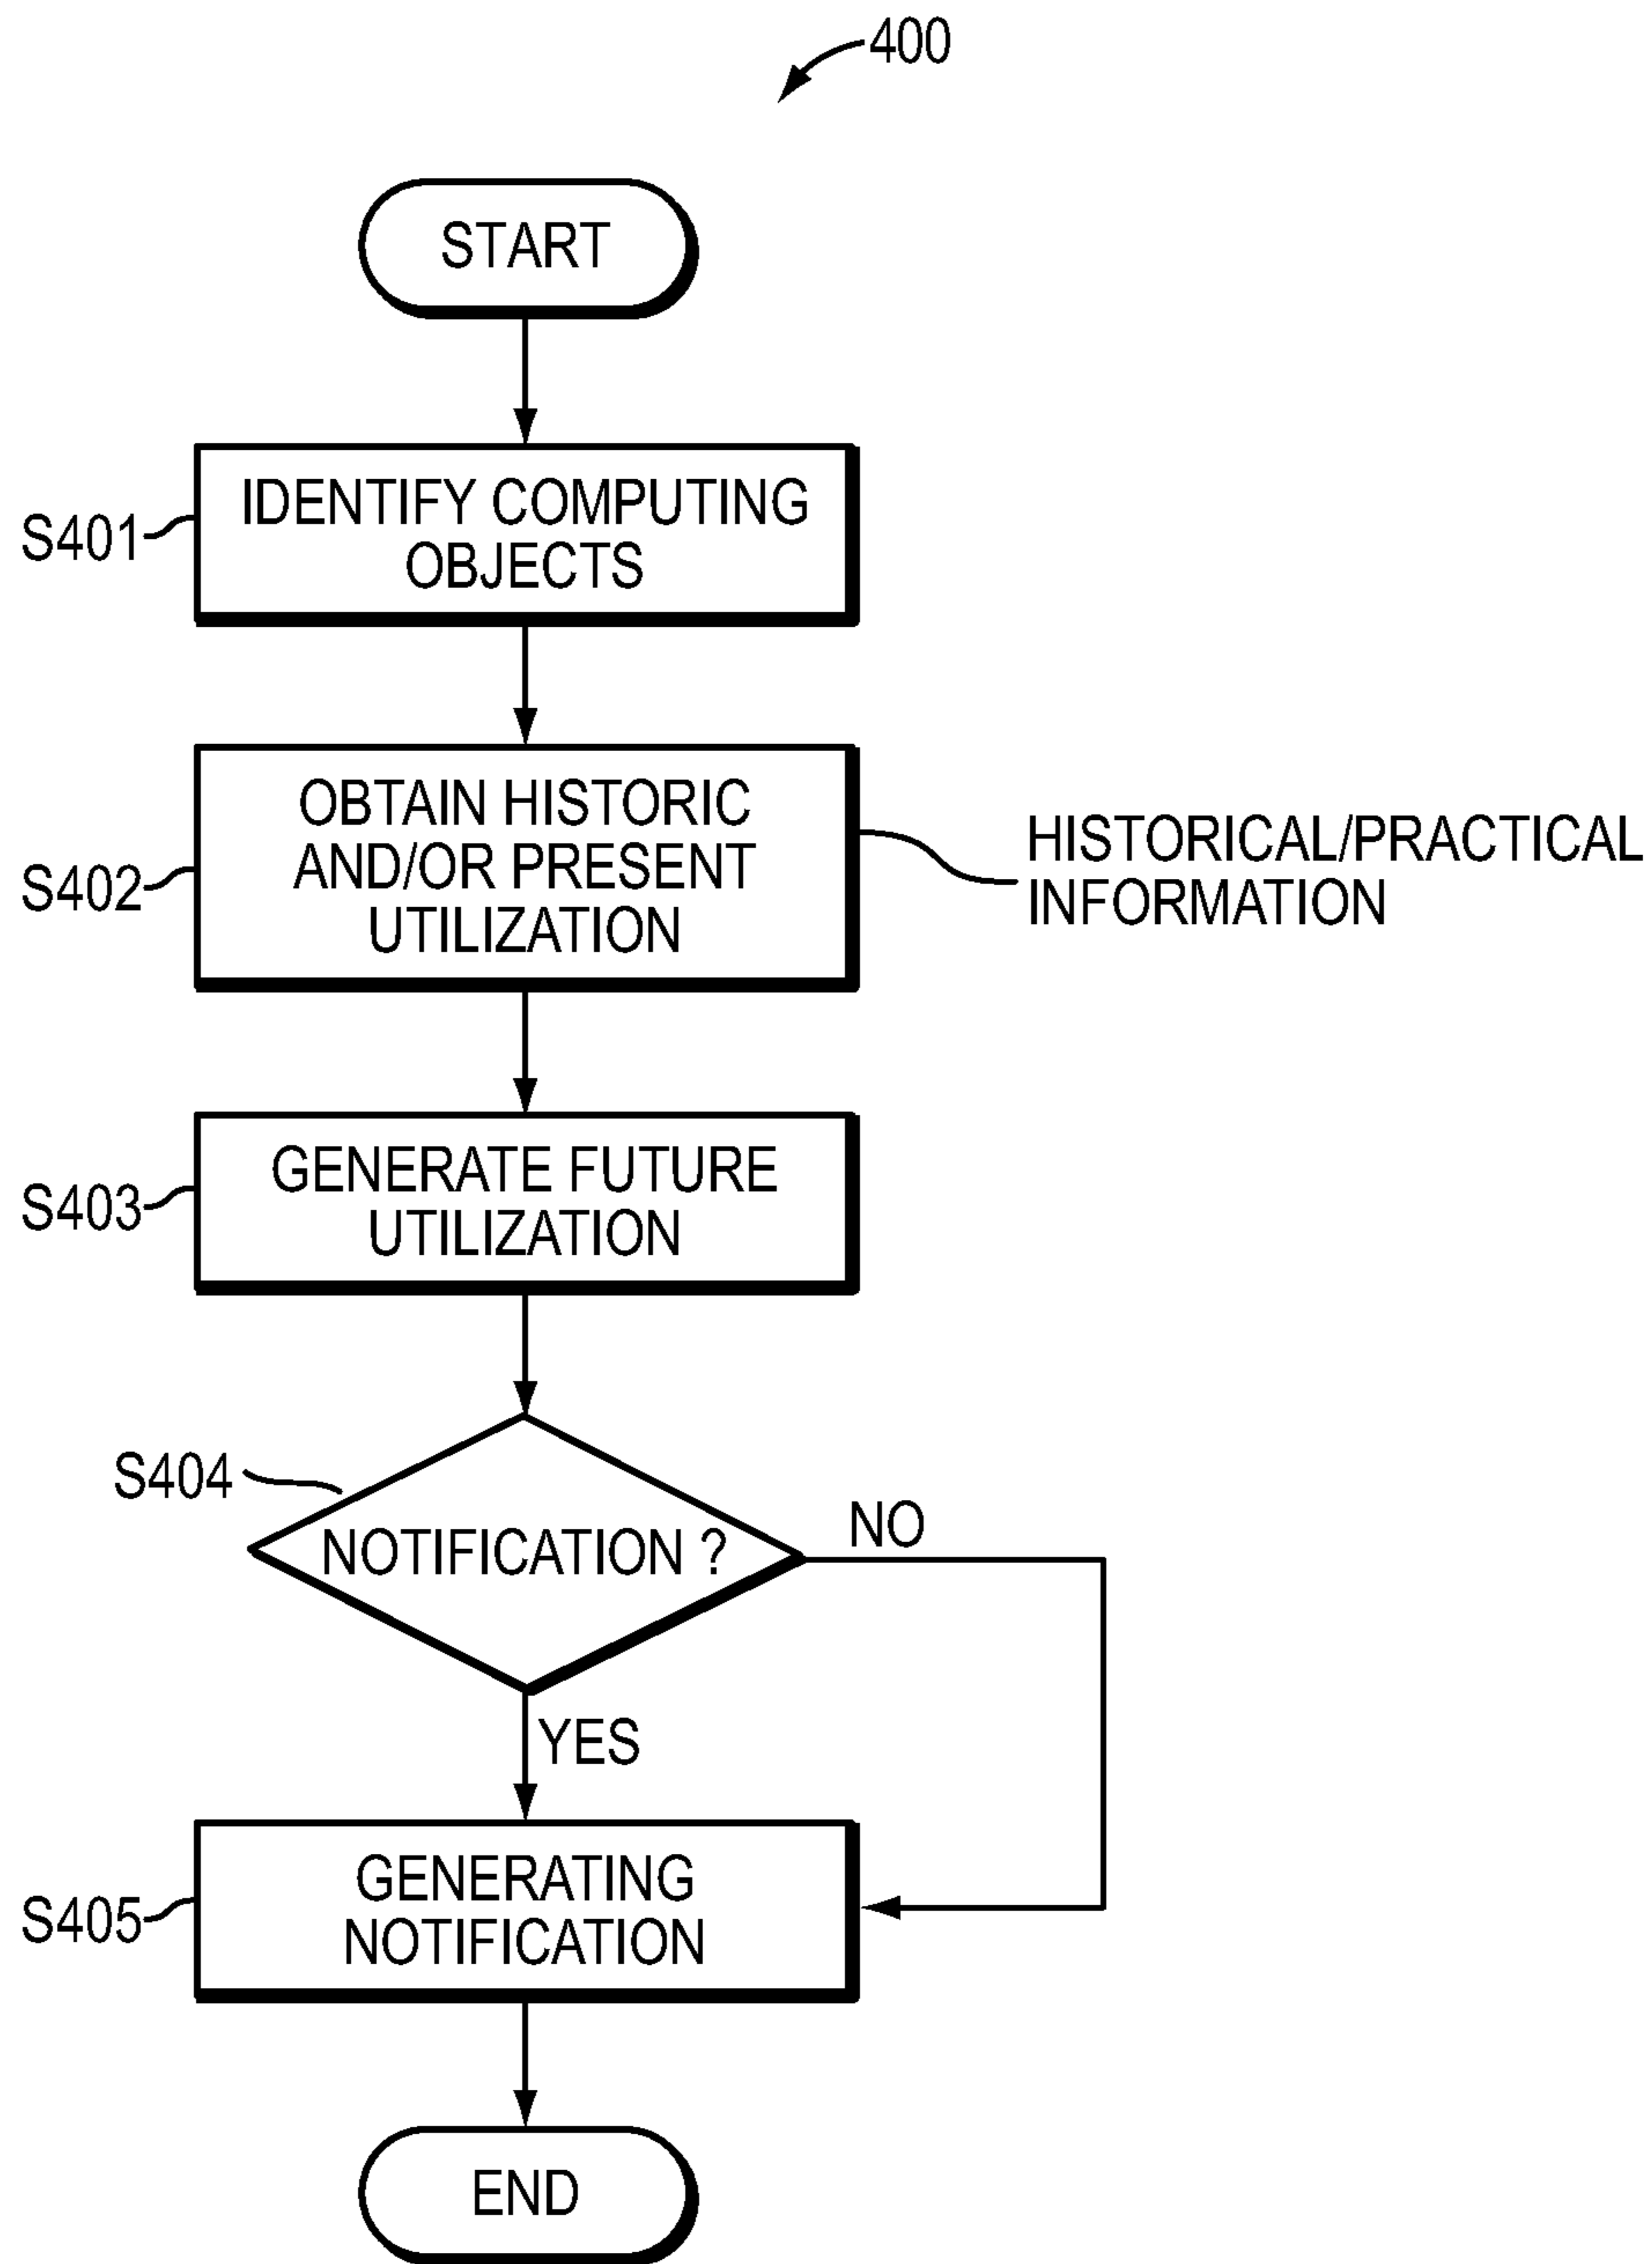 400
START
S401
IDENTIFY COMPUTING
OBJECTS
S402
OBTAIN HISTORIC
AND/OR PRESENT
UTILIZATION
HISTORICAL/PRACTICAL
INFORMATION
S403
GENERATE FUTURE
UTILIZATION
S404
NOTIFICATION ?
NO
YES
S405
GENERATING
NOTIFICATION
END